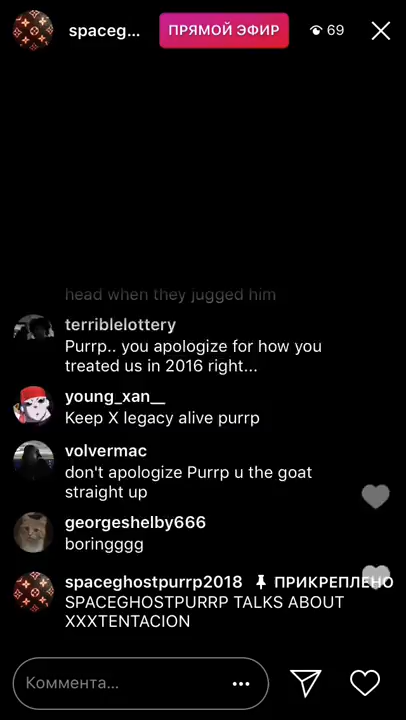 spaceg...
ПРЯМОЙ ЭФИР
69
head when they jugged him
terriblelottery
Purrp.. you apologize for how you
treated us in 2016 right...
young_xan__
Keep X legacy alive purrp
volvermac
don't apologize Purrp u the goat
straight up
georgeshelby666
boringggg
spaceghostpurrp2018 ПРИКРЕПЛЕНО
SPACEGHOSTPURRP TALKS ABOUT
XXXTENTACION
Коммента...